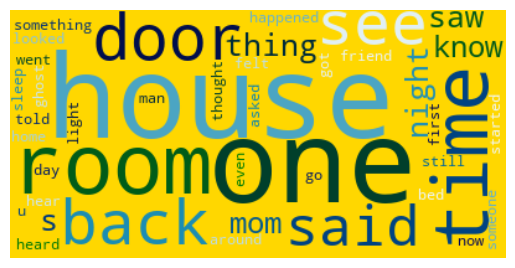 something
looked
happened
see
saw
door
thing
know
went
felt
got
friend
sleep
ghost
house
man
thought
asked
night
first
time
started
told
light
home
room
one
even
still
day
go
bed
hear
u
s
back
mom
said
now
someone
heard
around